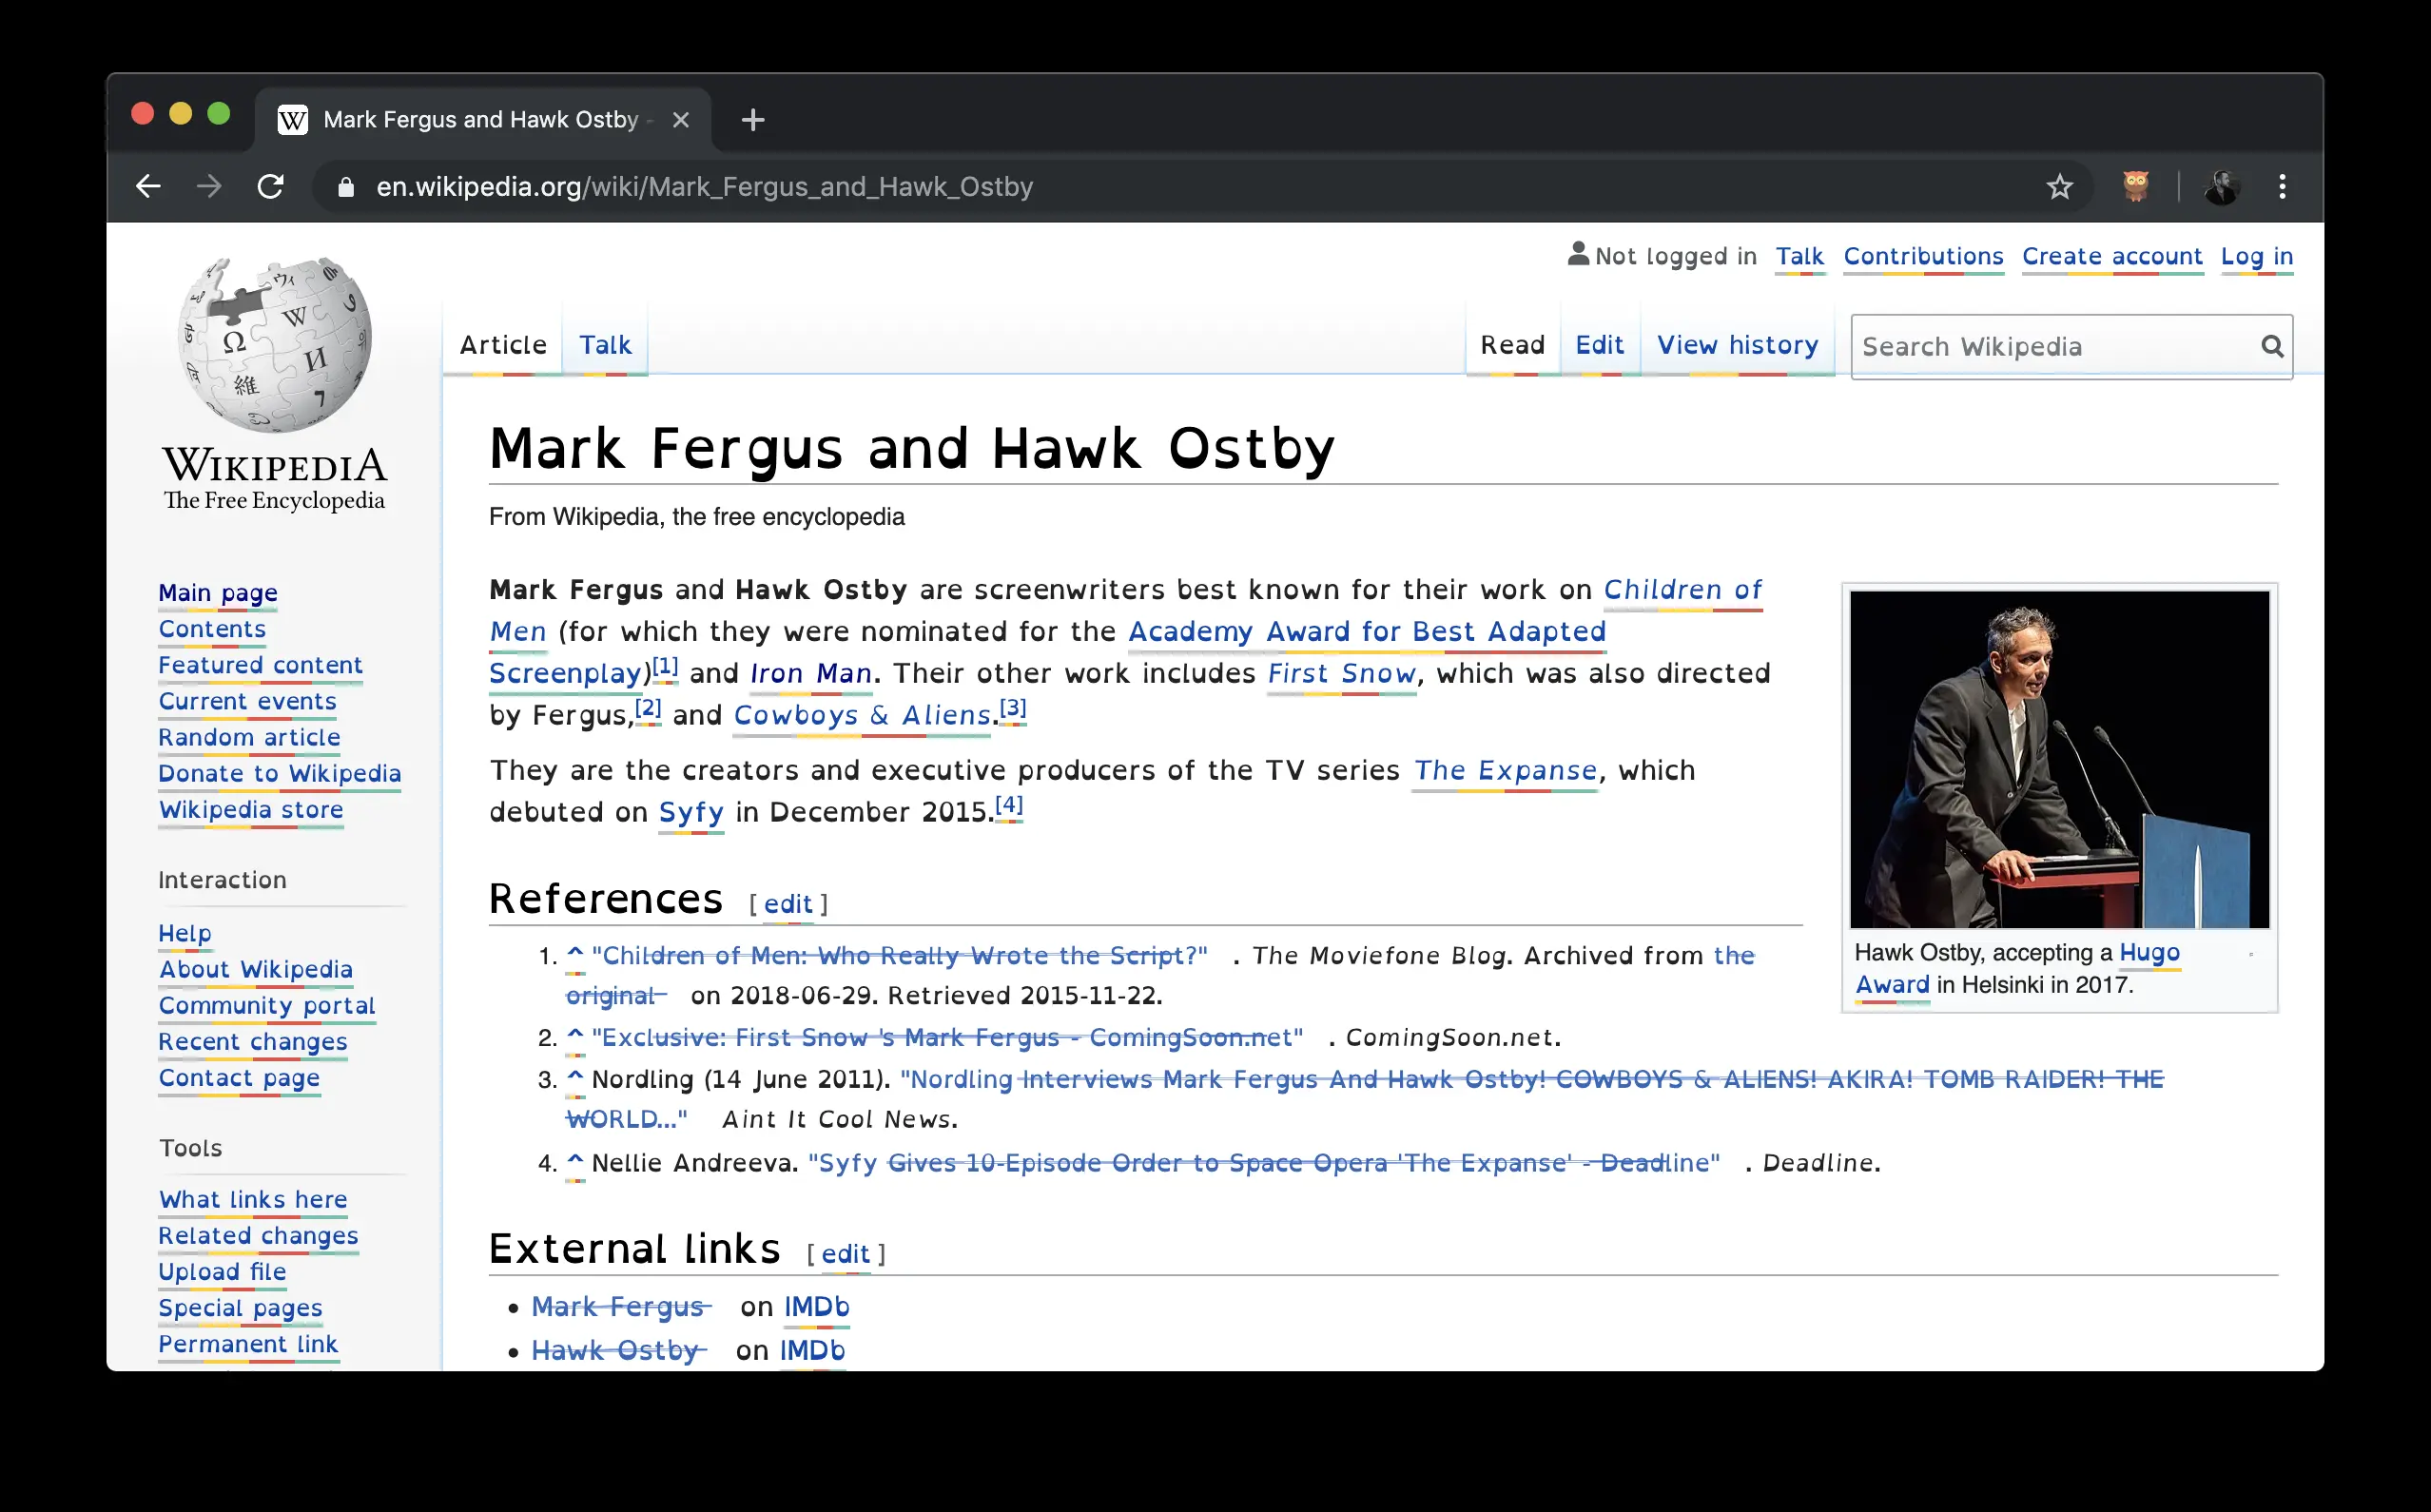 Mark Fergus and Hawk Ostby -
en.wikipedia.org/wiki/Mark_Fergus_and_Hawk_Ostby
Not logged in Talk Contributions Create account Log in
Article Talk Read Edit View history Search Wikipedia
WIKIPEDIA
The Free Encyclopedia
Main page
Contents
Featured content
Current events
Random article
Donate to Wikipedia
Wikipedia store
Interaction
Help
About Wikipedia
Community portal
Recent changes
Contact page
Tools
What links here
Related changes
Upload file
Special pages
Permanent link
Mark Fergus and Hawk Ostby
From Wikipedia, the free encyclopedia
Mark Fergus and Hawk Ostby are screenwriters best known for their work on Children of
Men (for which they were nominated for the Academy Award for Best Adapted
Screenplay)[1] and Iron Man. Their other work includes First Snow, which was also directed
by Fergus,[2] and Cowboys & Aliens.[3]
They are the creators and executive producers of the TV series The Expanse, which
debuted on Syfy in December 2015.[4]
Hawk Ostby, accepting a Hugo
Award in Helsinki in 2017.
References [ edit ]
1. ^ "Children of Men: Who Really Wrote the Script?" . The Moviefone Blog. Archived from the
original on 2018-06-29. Retrieved 2015-11-22.
2. ^ "Exclusive: First Snow 's Mark Fergus - ComingSoon.net" . ComingSoon.net.
3. ^ Nordling (14 June 2011). "Nordling Interviews Mark Fergus And Hawk Ostby! COWBOYS & ALIENS! AKIRA! TOMB RAIDER! THE
WORLD..." Aint It Cool News.
4. ^ Nellie Andreeva. "Syfy Gives 10-Episode Order to Space Opera 'The Expanse' - Deadline" . Deadline.
External links [ edit ]
• Mark Fergus on IMDb
• Hawk Ostby on IMDb